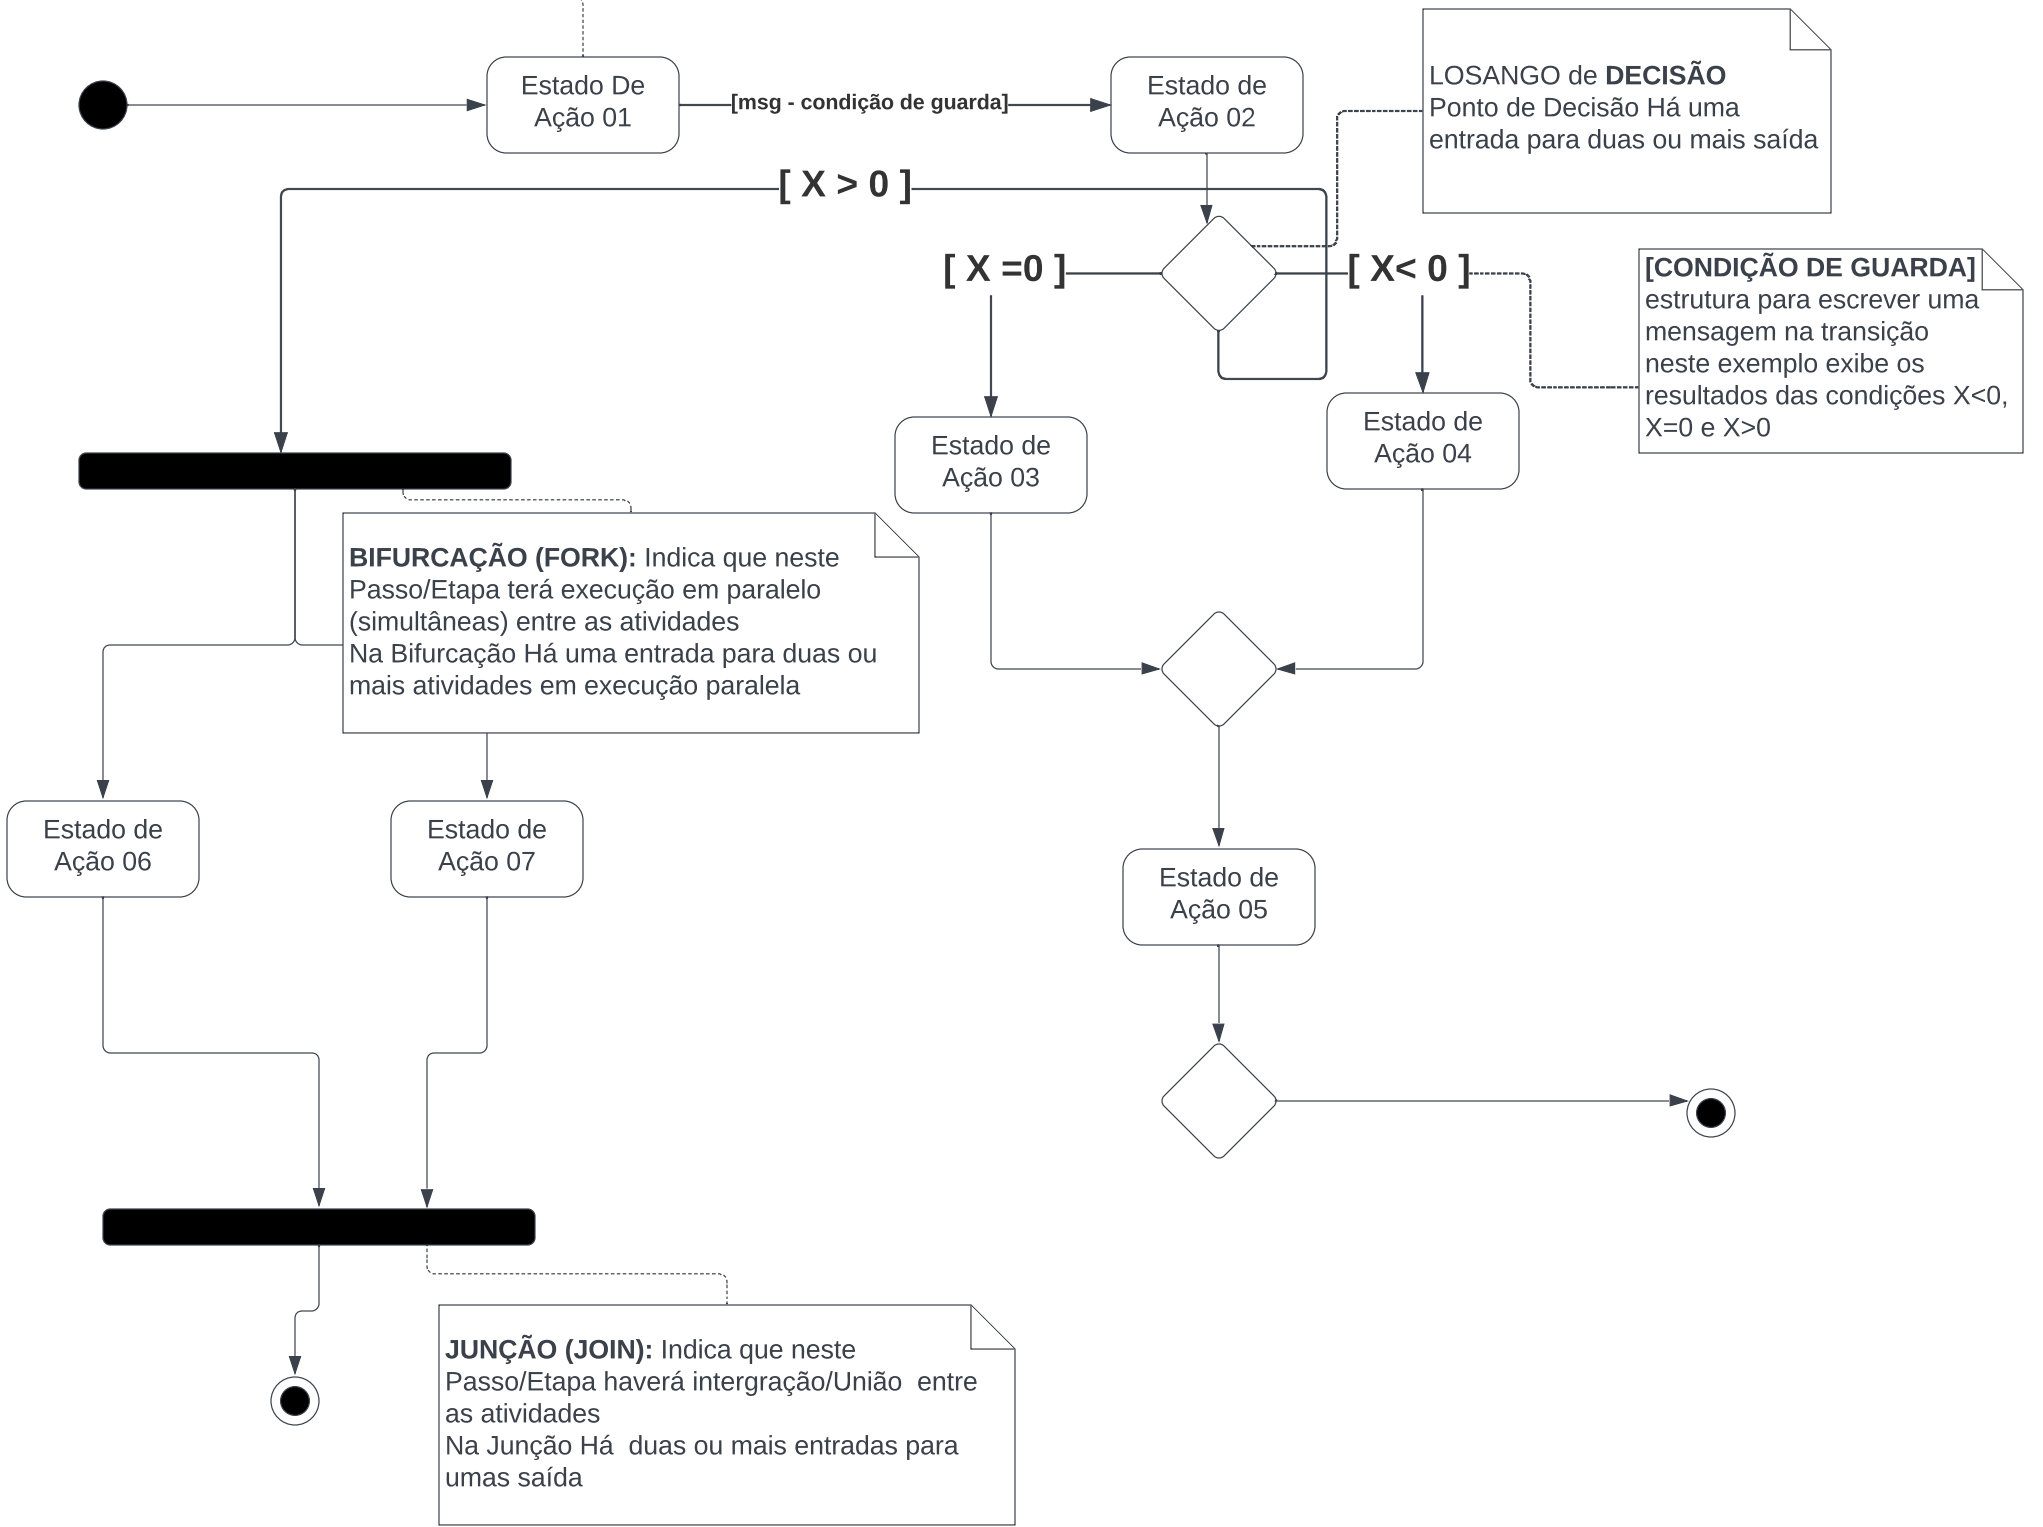 Estado De
Ação 01
[msg - condição de guarda]
Estado de
Ação 02
LOSANGO de DECISÃO
Ponto de Decisão Há uma
entrada para duas ou mais saída
[ X > 0 ]
[ X =0 ]
[ X< 0 ]
[CONDIÇÃO DE GUARDA]
estrutura para escrever uma
mensagem na transição
neste exemplo exibe os
resultados das condições X<0,
X=0 e X>0
Estado de
Ação 03
Estado de
Ação 04
BIFURCAÇÃO (FORK): Indica que neste
Passo/Etapa terá execução em paralelo
(simultâneas) entre as atividades
Na Bifurcação Há uma entrada para duas ou
mais atividades em execução paralela
Estado de
Ação 06
Estado de
Ação 07
Estado de
Ação 05
JUNÇÃO (JOIN): Indica que neste
Passo/Etapa haverá intergração/União  entre
as atividades
Na Junção Há  duas ou mais entradas para
umas saída